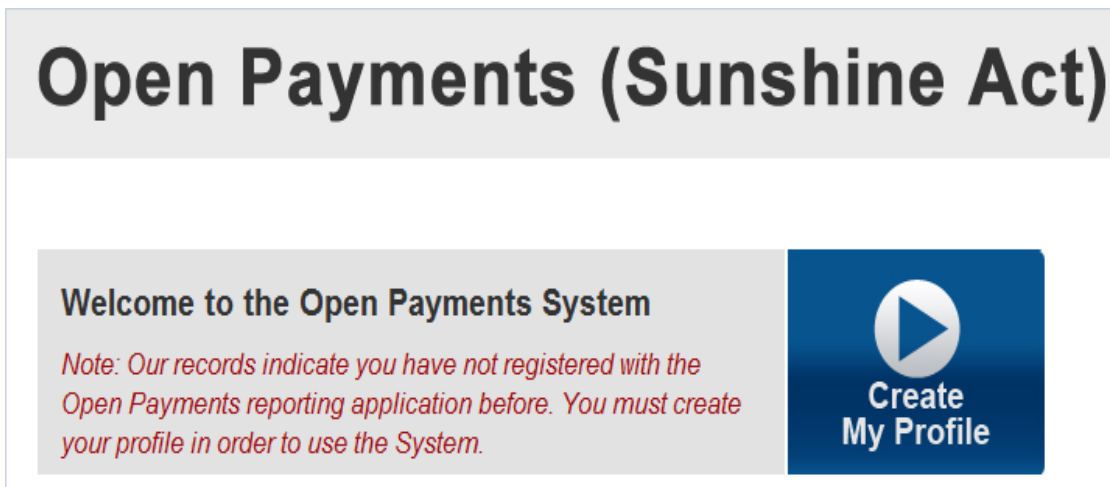 Open Payments (Sunshine Act)
Welcome to the Open Payments System
Note: Our records indicate you have not registered with the
Open Payments reporting application before. You must create
your profile in order to use the System.
Create
My Profile